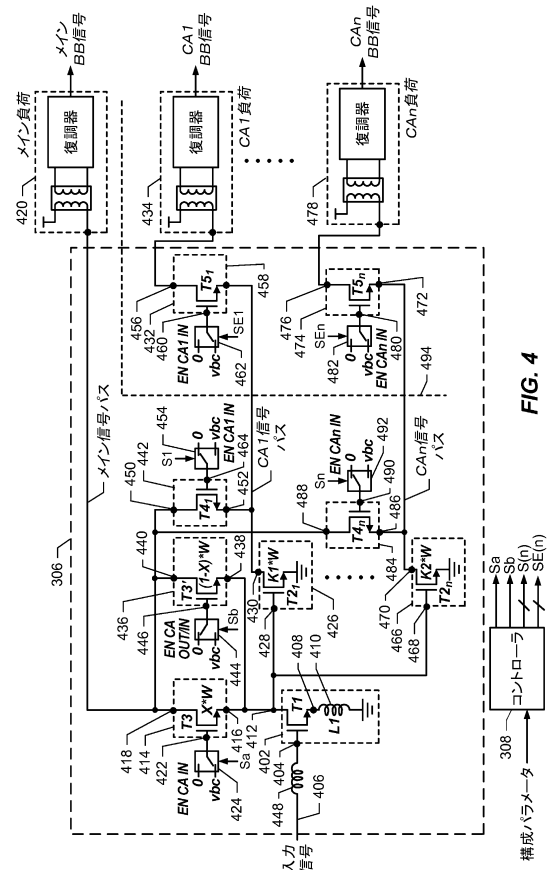 メイン
BB信号
CA1
BB信号
CAn
BB信号
メイン負荷
復調器
420
CA1負荷
復調器
434
CAn負荷
復調器
478
メイン信号パス
306
456
432
460
T5₁
458
EN CA1 IN
0
vbc
SE1
462
476
474
T5n
472
SEn
482
0
vbc
480
EN CAn IN
494
454
442
450
S1
0
vbc
EN CA1 IN
464
T4₁
452
CA1信号
パス
492
EN CAn IN
Sn
0
vbc
490
488
T4n
486
484
CAn信号
パス
440
436
446
T3'
(1-X)*W
438
EN CA
OUT/IN
0
vbc
Sb
444
430
428
K1*W
T2₁
426
470
466
468
K2*W
T2n
418
414
422
T3
X*W
416
412
EN CA IN
0
vbc
Sa
424
402
404
448
T1
408
410
L1
406
入力
信号
構成パラメータ
コントローラ
308
Sa
Sb
S(n)
SE(n)
FIG. 4